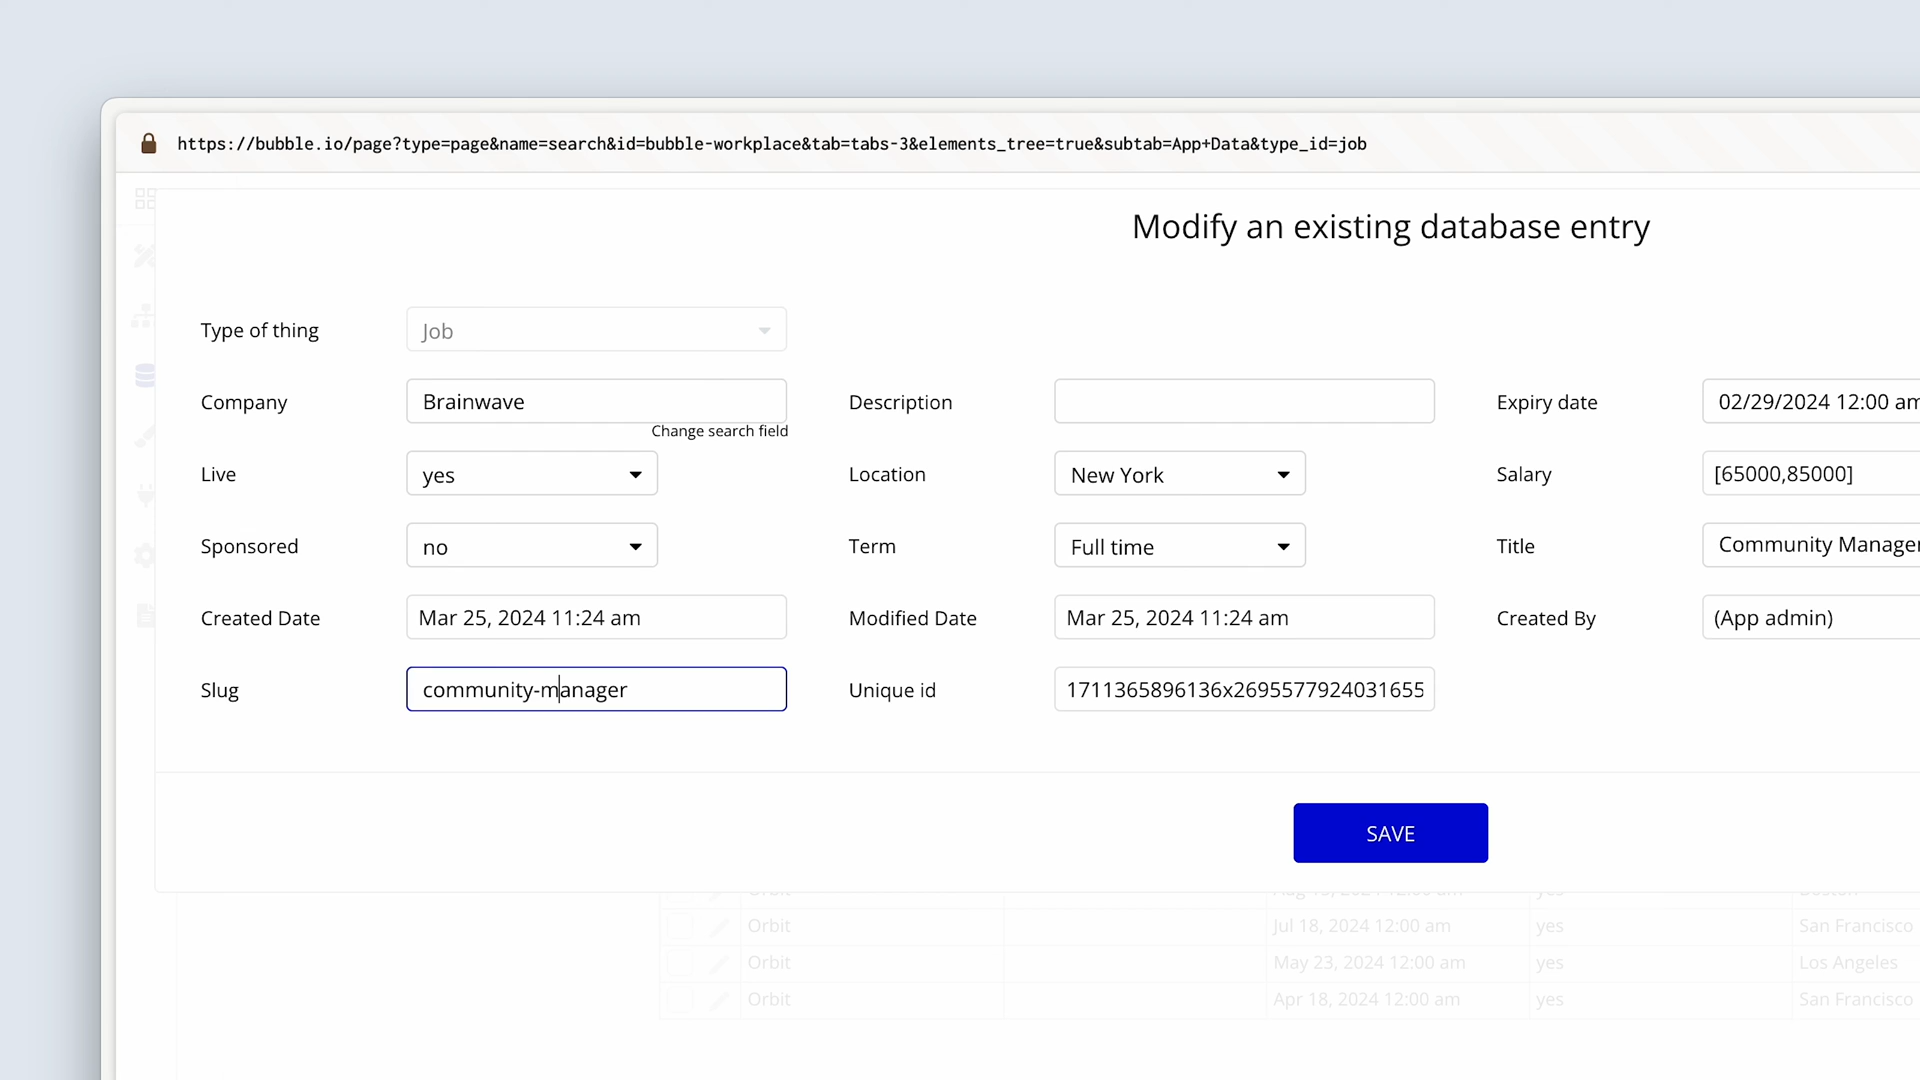 https://bubble.io/page?type=page&name=search&id=bubble-workplace&tab=tabs-3&elements_tree=true&subtab=App+Data&type_id=job
Modify an existing database entry
Type of thing Job
Company Brainwave Description Expiry date 02/29/2024 12:00 am
Change search field
Live yes Location New York Salary [65000,85000]
Sponsored no Term Full time Title Community Manager
Created Date Mar 25, 2024 11:24 am Modified Date Mar 25, 2024 11:24 am Created By (App admin)
Slug community-manager Unique id 1711365896136x2695577924031655
SAVE
Orbit Jul 18, 2024 12:00 am yes San Francisco
Orbit May 23, 2024 12:00 am yes Los Angeles
Orbit Apr 18, 2024 12:00 am yes San Francisco